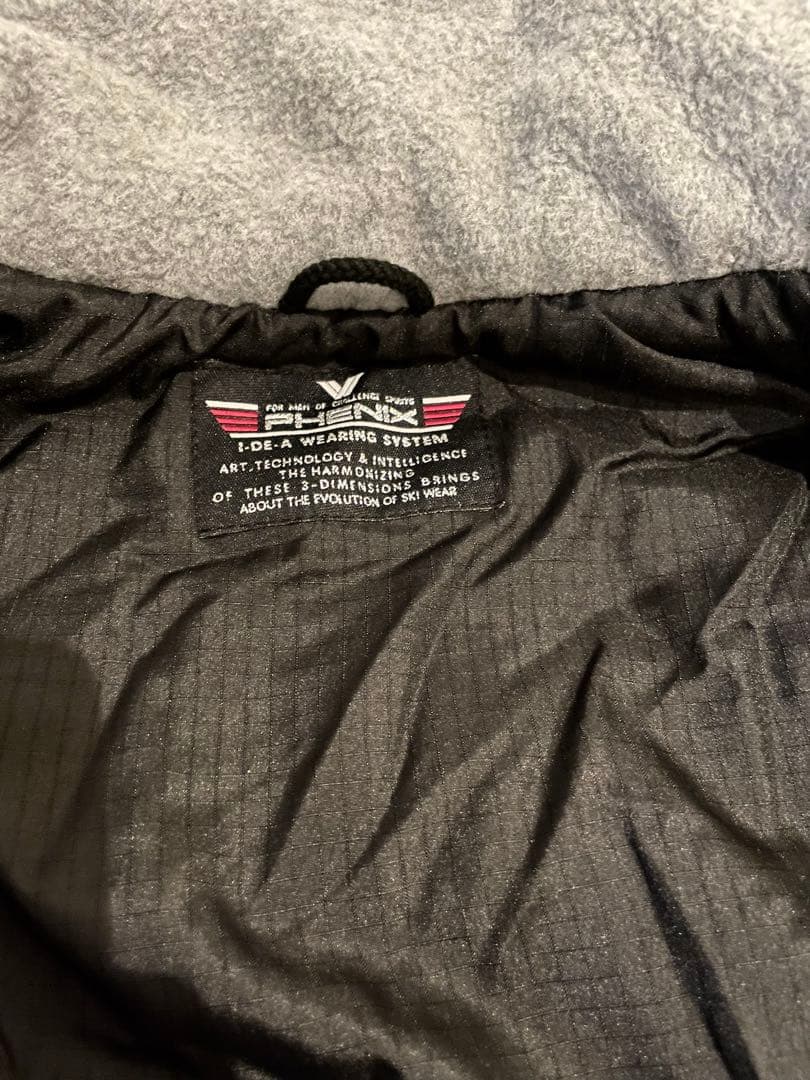 FOR MEN OF CHALLENGE SPIRITS
PHENIX
I-DE-A WEARING SYSTEM
ART.TECHNOLOGY & INTELLIGENCE
THE HARMONIZING
OF THESE 3-DIMENSIONS BRINGS
ABOUT THE EVOLUTION OF SKI WEAR